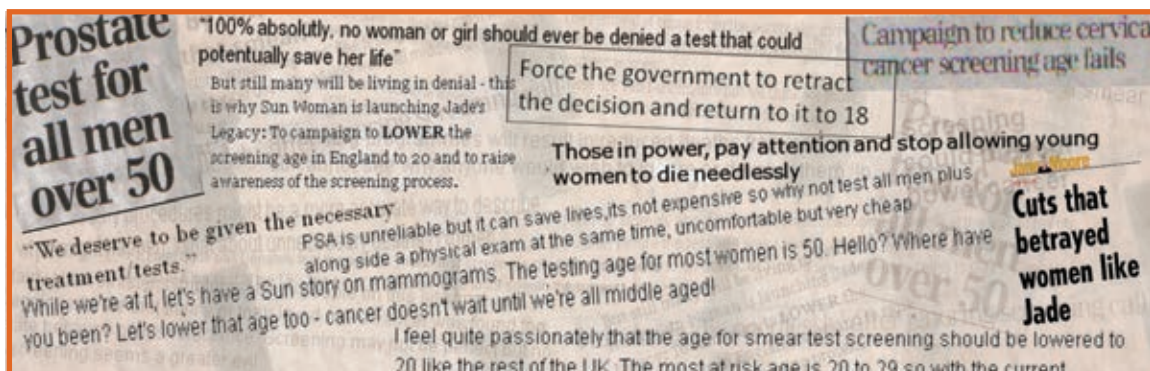 Prostate
test for
all men
over 50
"100% absolutly, no woman or girl should ever be denied a test that could
potentually save her life"
But still many will be living in denial - this
is why Sun Woman is launching Jade's
Legacy: To campaign to LOWER the
screening age in England to 20 and to raise
awareness of the screening process.
Force the government to retract
the decision and return to it to 18
Campaign to reduce cervica
cancer screening age fails
Those in power, pay attention and stop allowing young
women to die needlessly
"We deserve to be given the necessary
treatment/tests."
PSA is unreliable but it can save lives,its not expensive so why not test all men plus
along side a physical exam at the same time, uncomfortable but very cheap
While we're at it, let's have a Sun story on mammograms. The testing age for most women is 50. Hello? Where have
you been? Let's lower that age too - cancer doesn't wait until we're all middle aged!
Moore
Cuts that
betrayed
women like
Jade
over 50
I feel quite passionately that the age for smear test screening should be lowered to
20 like the rest of the UK. The most at risk age is 20 to 29 so with the current